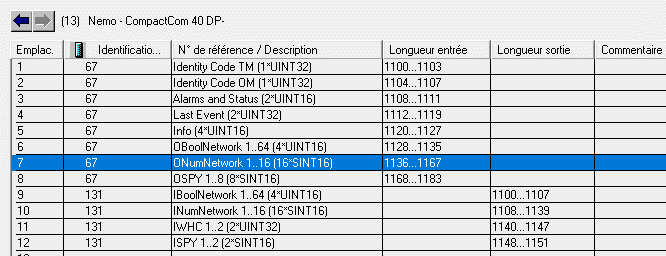 (13) Nemo - CompactCom 40 DP-
Emplac. Identificatio... N° de référence / Description Longueur entrée Longueur sortie Commentaire
1 67 Identity Code TM (1*UINT32) 1100...1103
2 67 Identity Code OM (1*UINT32) 1104...1107
3 67 Alarms and Status (2*UINT16) 1108...1111
4 67 Last Event (2*UINT32) 1112...1119
5 67 Info (4*UINT16) 1120...1127
6 67 OBoolNetwork 1..64 (4*UINT16) 1128...1135
7 67 ONumNetwork 1..16 (16*SINT16) 1136...1167
8 67 OSPY 1..8 (8*SINT16) 1168...1183
9 131 IBoolNetwork 1..64 (4*UINT16) 1100...1107
10 131 INumNetwork 1..16 (16*SINT16) 1108...1139
11 131 IWHC 1..2 (2*UINT32) 1140...1147
12 131 ISPY 1..2 (2*SINT16) 1148...1151